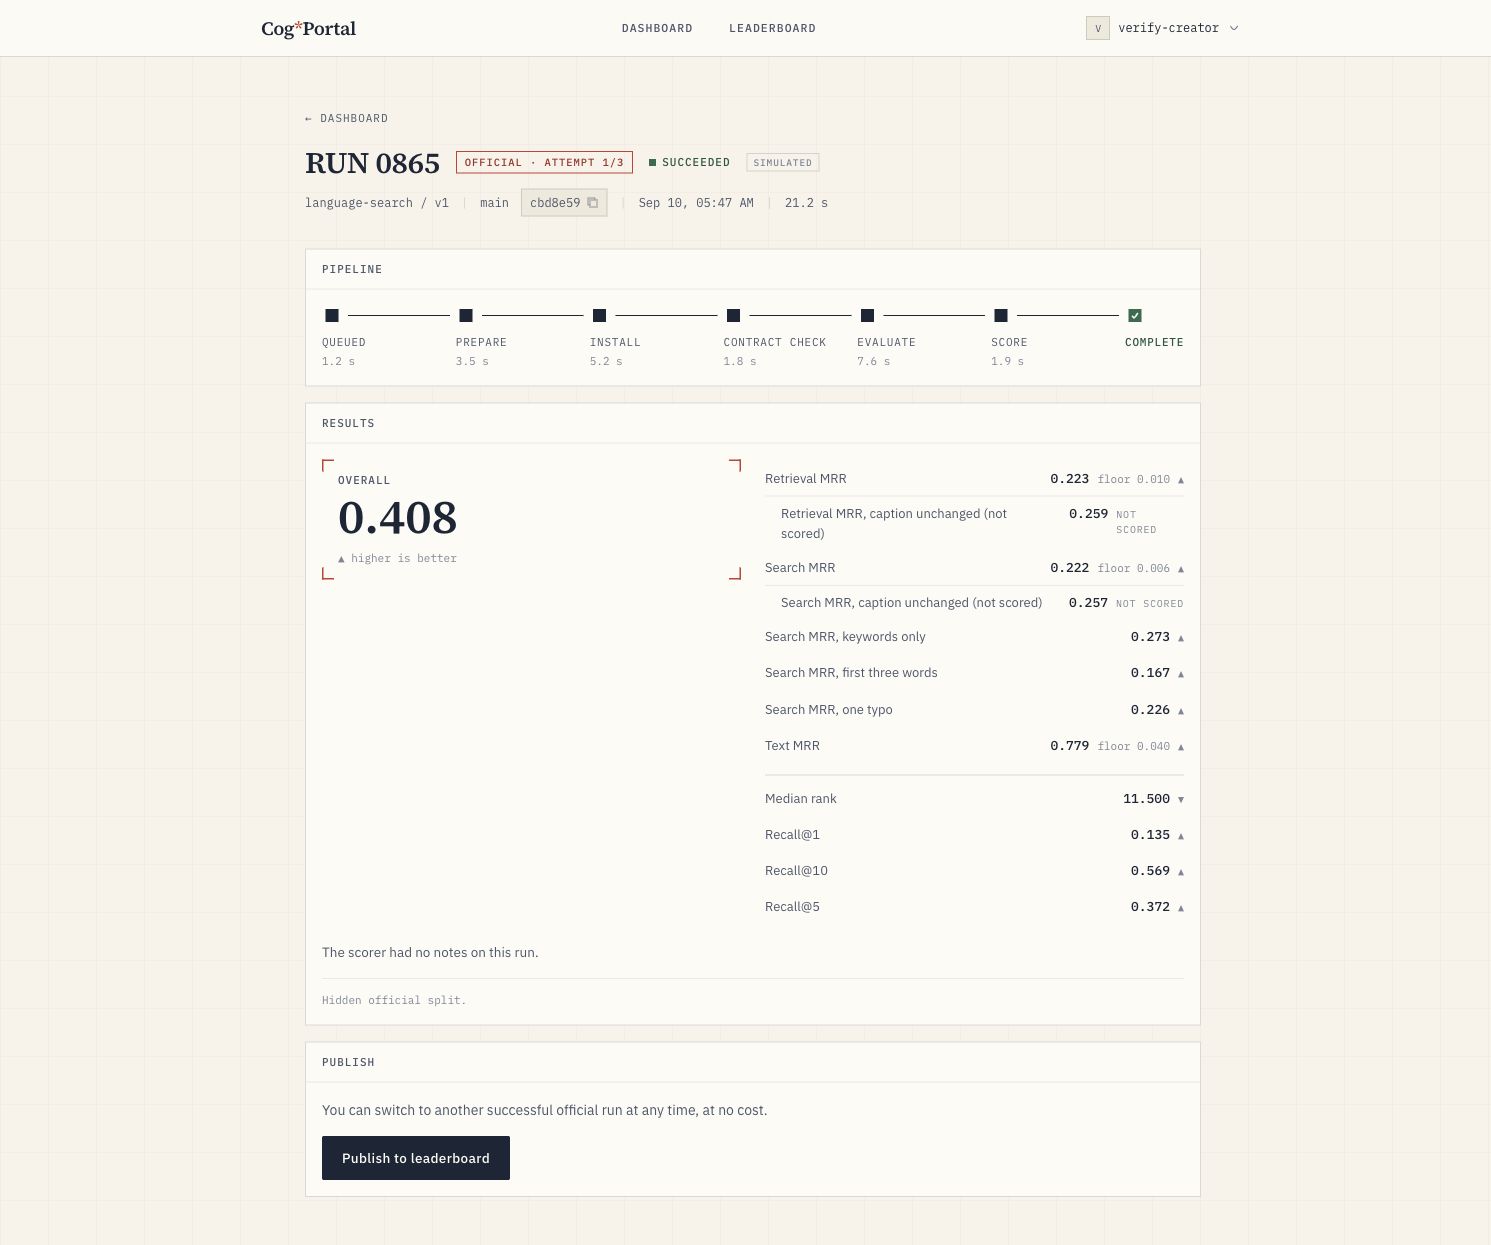 Cog*Portal
DASHBOARD
LEADERBOARD
V
verify-creator
← DASHBOARD
RUN 0865
OFFICIAL · ATTEMPT 1/3
SUCCEEDED
SIMULATED
language-search / v1 | main cbd8e59 | Sep 10, 05:47 AM | 21.2 s
PIPELINE
QUEUED
1.2 s
PREPARE
3.5 s
INSTALL
5.2 s
CONTRACT CHECK
1.8 s
EVALUATE
7.6 s
SCORE
1.9 s
COMPLETE
RESULTS
OVERALL
0.408
▲ higher is better
Retrieval MRR 0.223 floor 0.010 ▲
Retrieval MRR, caption unchanged (not
scored)
0.259 NOT
SCORED
Search MRR 0.222 floor 0.006 ▲
Search MRR, caption unchanged (not scored) 0.257 NOT SCORED
Search MRR, keywords only 0.273 ▲
Search MRR, first three words 0.167 ▲
Search MRR, one typo 0.226 ▲
Text MRR 0.779 floor 0.040 ▲
Median rank 11.500 ▼
Recall@1 0.135 ▲
Recall@10 0.569 ▲
Recall@5 0.372 ▲
The scorer had no notes on this run.
Hidden official split.
PUBLISH
You can switch to another successful official run at any time, at no cost.
Publish to leaderboard